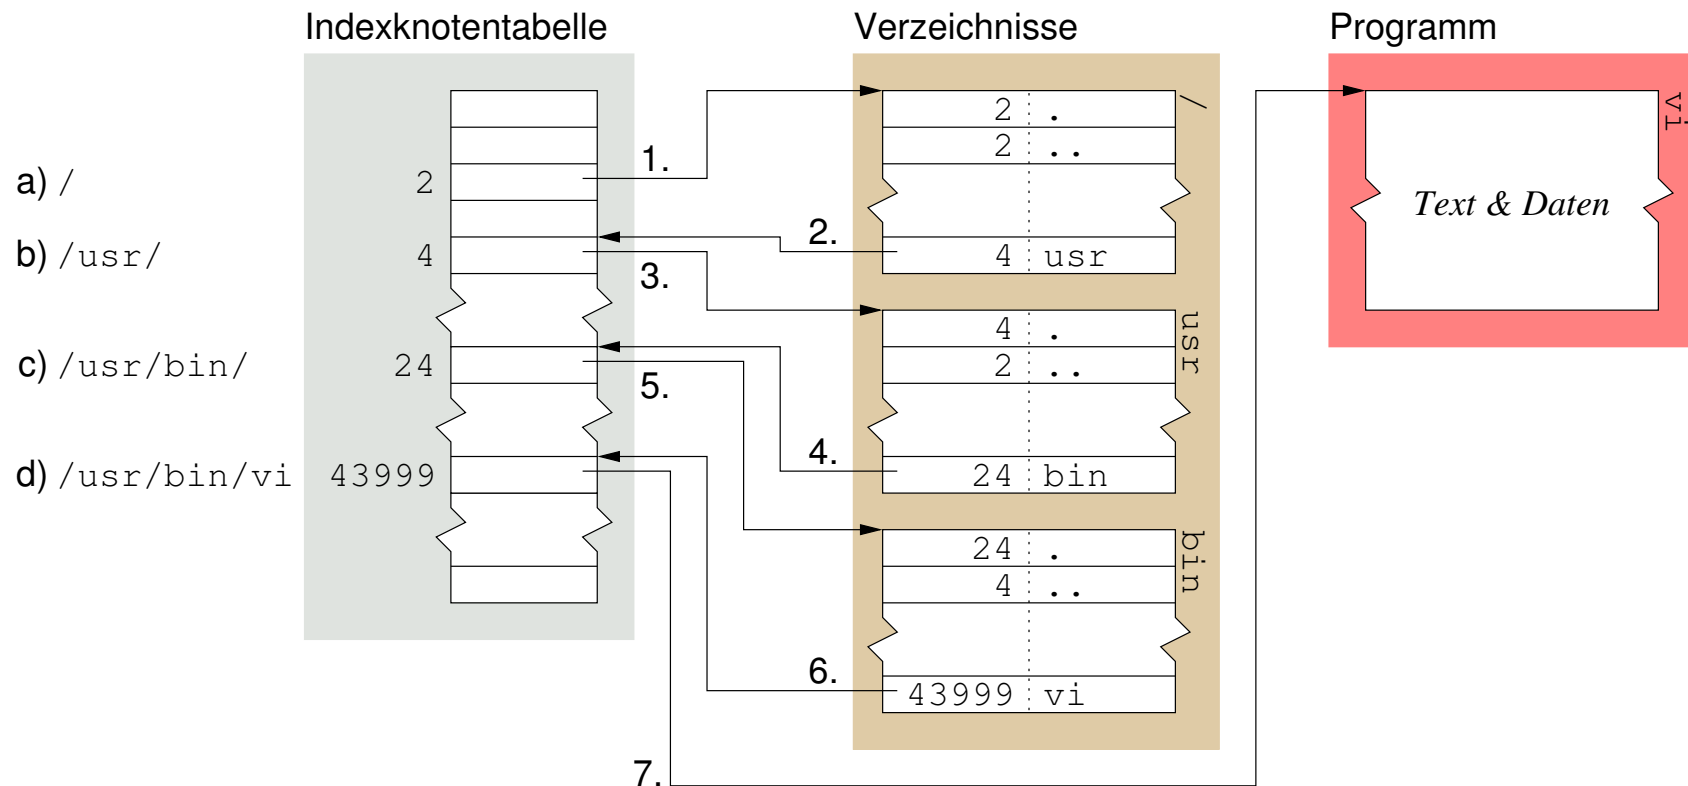 Indexknotentabelle
Verzeichnisse
Programm
a) /
2
b) /usr/
4
c) /usr/bin/
24
d) /usr/bin/vi
43999
1.
2.
3.
4.
5.
6.
7.
/
2 .
2 ..
4 usr
usr
4 .
2 ..
24 bin
bin
24 .
4 ..
43999 vi
vi
Text & Daten